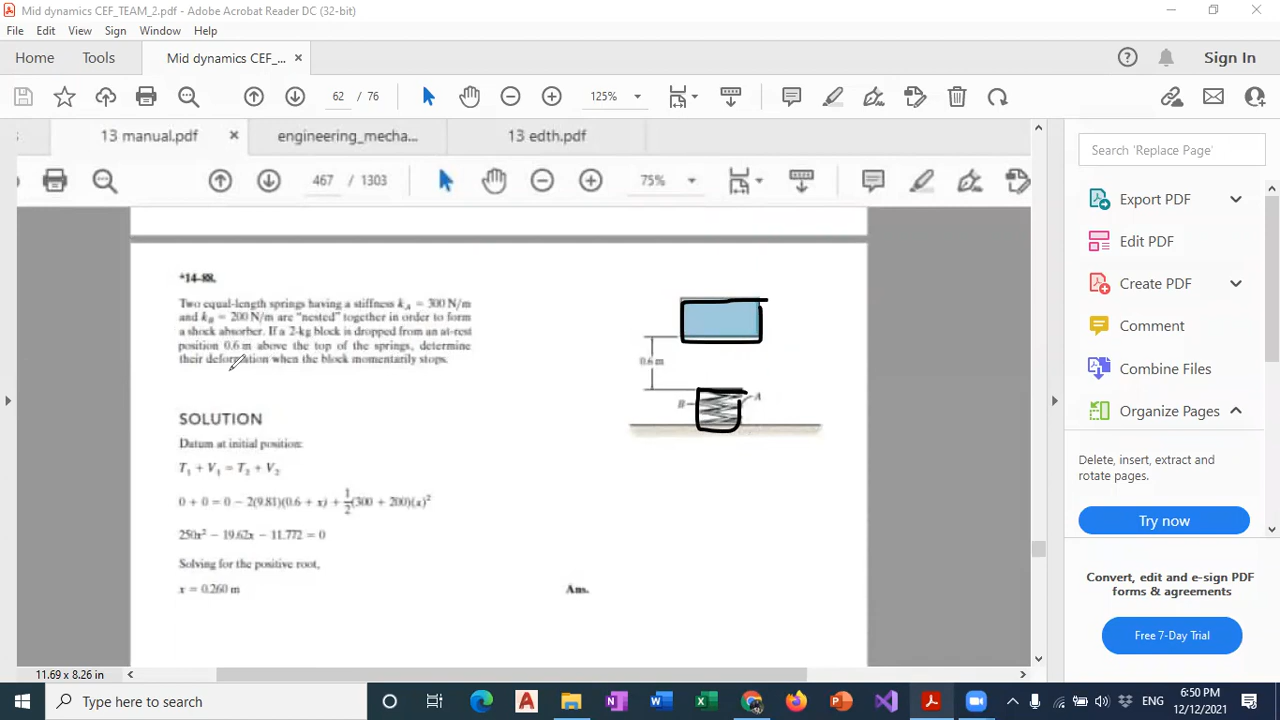 Mid dynamics CEF_TEAM_2.pdf - Adobe Acrobat Reader DC (32-bit)
File Edit View Sign Window Help
Home Tools Mid dynamics CEF_... ×
Sign In
62 / 76
125%
13 manual.pdf × engineering_mecha... 13 edth.pdf
467 / 1303
75%
Search 'Replace Page'
Export PDF
Edit PDF
Create PDF
Comment
Combine Files
Organize Pages
Delete, insert, extract and
rotate pages.
Try now
Convert, edit and e-sign PDF
forms & agreements
Free 7-Day Trial
*14-88.
Two equal-length springs having a stiffness k_A = 300 N/m
and k_B = 200 N/m are "nested" together in order to form
a shock absorber. If a 2-kg block is dropped from an at-rest
position 0.6 m above the top of the springs, determine
their deformation when the block momentarily stops.
0.6 m
B
A
SOLUTION
Datum at initial position:
T₁ + V₁ = T₂ + V₂
0 + 0 = 0 − 2(9.81)(0.6 + x) + 1/2(300 + 200)(x)²
250x² − 19.62x − 11.772 = 0
Solving for the positive root,
x = 0.260 m Ans.
11.69 x 8.26 in
Type here to search
ENG
6:50 PM
12/12/2021